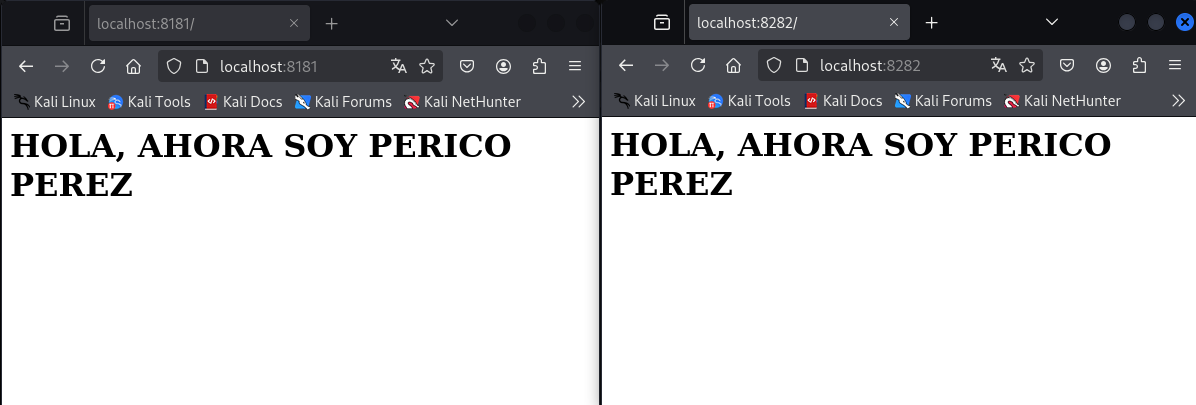 localhost:8181/
localhost:8181
Kali Linux Kali Tools Kali Docs Kali Forums Kali NetHunter
HOLA, AHORA SOY PERICO
PEREZ
localhost:8282/
localhost:8282
Kali Linux Kali Tools Kali Docs Kali Forums Kali NetHunter
HOLA, AHORA SOY PERICO
PEREZ